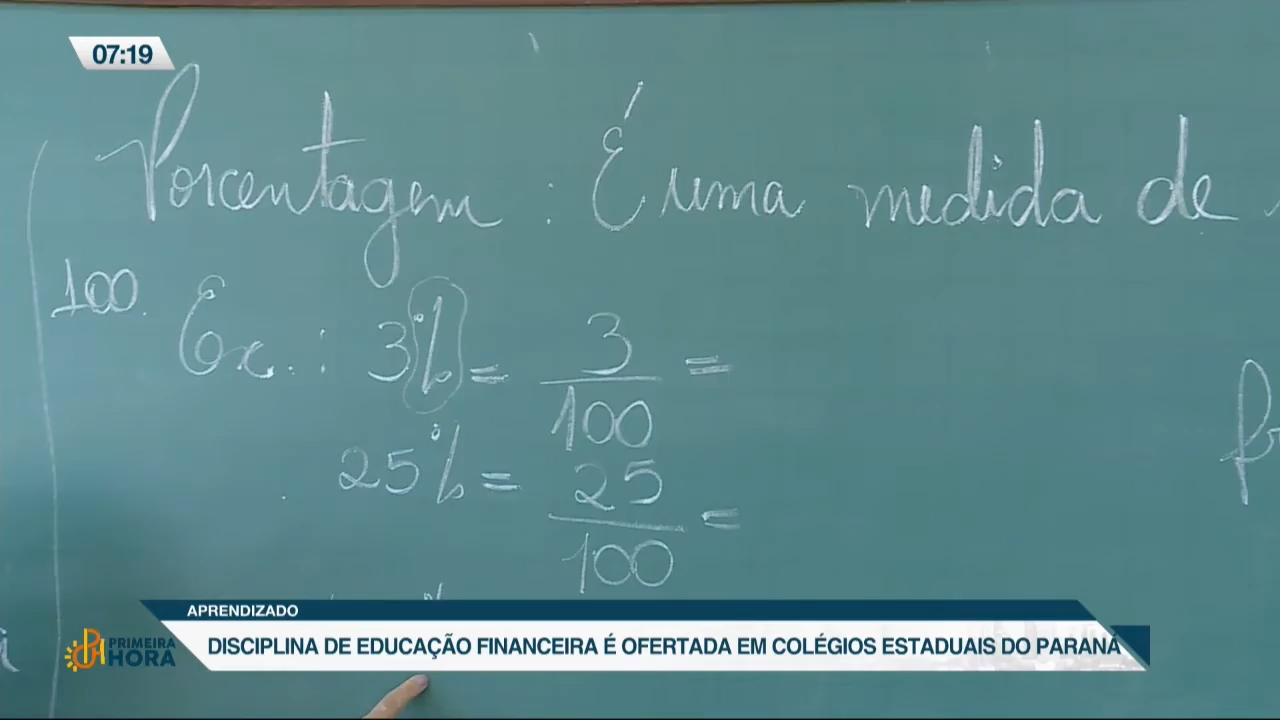 07:19
Porcentagem : É uma medida de
100. Ex.: 3% = 3/100 =
25% = 25/100 =
%
APRENDIZADO
PRIMEIRA HORA
DISCIPLINA DE EDUCAÇÃO FINANCEIRA É OFERTADA EM COLÉGIOS ESTADUAIS DO PARANÁ